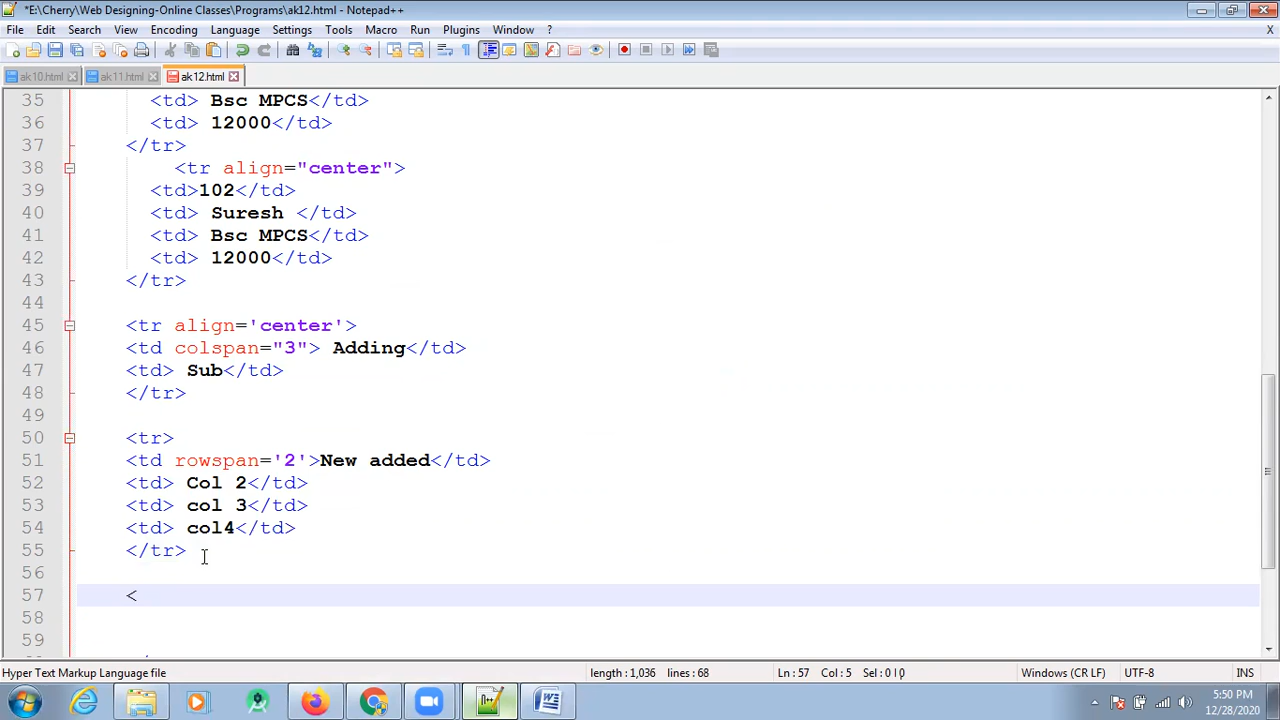 *E:\Cherry\Web Designing-Online Classes\Programs\ak12.html - Notepad++
File Edit Search View Encoding Language Settings Tools Macro Run Plugins Window ? X
ak10.html ak11.html ak12.html
35 <td> Bsc MPCS</td>
36 <td> 12000</td>
37 </tr>
38 <tr align="center">
39 <td>102</td>
40 <td> Suresh </td>
41 <td> Bsc MPCS</td>
42 <td> 12000</td>
43 </tr>
44
45 <tr align='center'>
46 <td colspan="3"> Adding</td>
47 <td> Sub</td>
48 </tr>
49
50 <tr>
51 <td rowspan='2'>New added</td>
52 <td> Col 2</td>
53 <td> col 3</td>
54 <td> col4</td>
55 </tr>
56
57 <
58
59
Hyper Text Markup Language file length : 1,036 lines : 68 Ln : 57 Col : 5 Sel : 0 | 0 Windows (CR LF) UTF-8 INS
5:50 PM
12/28/2020